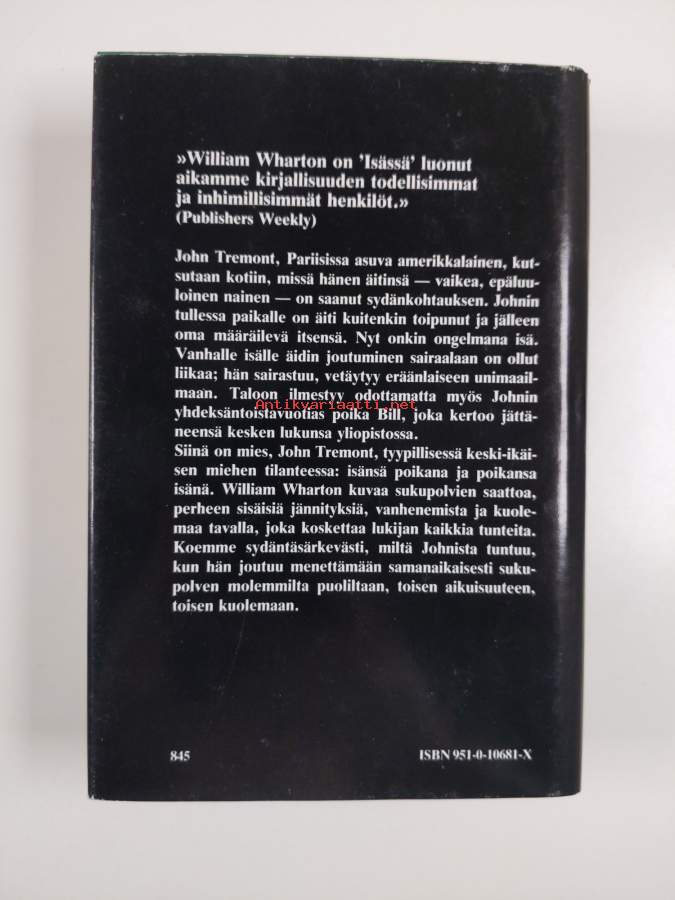 »William Wharton on 'Isässä' luonut
aikamme kirjallisuuden todellisimmat
ja inhimillisimmät henkilöt.»
(Publishers Weekly)
John Tremont, Pariisissa asuva amerikkalainen, kut-
sutaan kotiin, missä hänen äitinsä — vaikea, epäluu-
loinen nainen — on saanut sydänkohtauksen. Johnin
tullessa paikalle on äiti kuitenkin toipunut ja jälleen
oma määräilevä itsensä. Nyt onkin ongelmana isä.
Vanhalle isälle äidin joutuminen sairaalaan on ollut
liikaa; hän sairastuu, vetäytyy eräänlaiseen unimaail-
maan. Taloon ilmestyy odottamatta myös Johnin
Antikvariaatti.net
yhdeksäntoistavuotias poika Bill, joka kertoo jättä-
neensä kesken lukunsa yliopistossa.
Siinä on mies, John Tremont, tyypillisessä keski-ikäi-
sen miehen tilanteessa: isänsä poikana ja poikansa
isänä. William Wharton kuvaa sukupolvien saattoa,
perheen sisäisiä jännityksiä, vanhenemista ja kuole-
maa tavalla, joka koskettaa lukijan kaikkia tunteita.
Koemme sydäntäsärkevästi, miltä Johnista tuntuu,
kun hän joutuu menettämään samanaikaisesti suku-
polven molemmilta puoliltaan, toisen aikuisuuteen,
toisen kuolemaan.
845
ISBN 951-0-10681-X